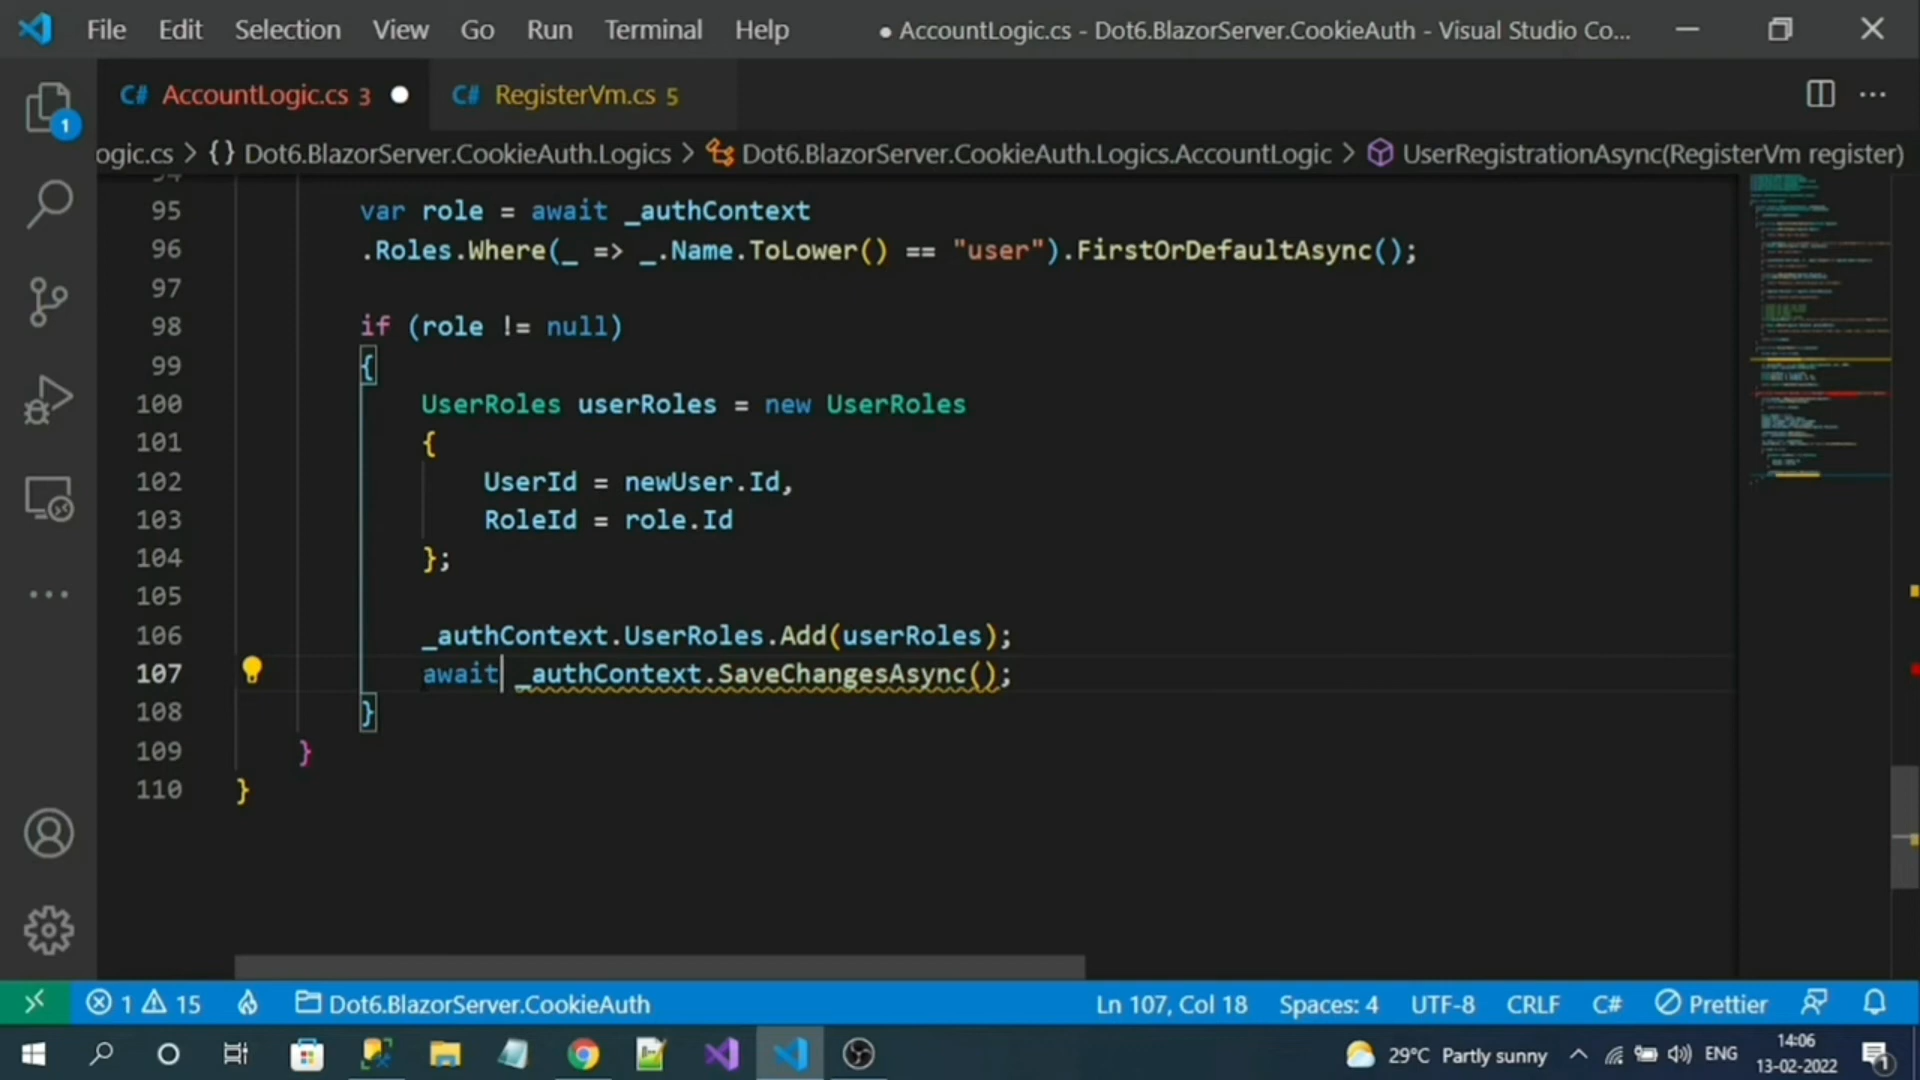 File Edit Selection View Go Run Terminal Help ● AccountLogic.cs - Dot6.BlazorServer.CookieAuth - Visual Studio Co...
C# AccountLogic.cs 3 ● C# RegisterVm.cs 5
1
ogic.cs > {} Dot6.BlazorServer.CookieAuth.Logics > Dot6.BlazorServer.CookieAuth.Logics.AccountLogic > UserRegistrationAsync(RegisterVm register)
95 var role = await _authContext
96 .Roles.Where(_ => _.Name.ToLower() == "user").FirstOrDefaultAsync();
97
98 if (role != null)
99 {
100 UserRoles userRoles = new UserRoles
101 {
102 UserId = newUser.Id,
103 RoleId = role.Id
104 };
105
106 _authContext.UserRoles.Add(userRoles);
107 await _authContext.SaveChangesAsync();
108 }
109 }
110 }
1 15 Dot6.BlazorServer.CookieAuth Ln 107, Col 18 Spaces: 4 UTF-8 CRLF C# Prettier
29°C Partly sunny ENG 14:06
13-02-2022 1